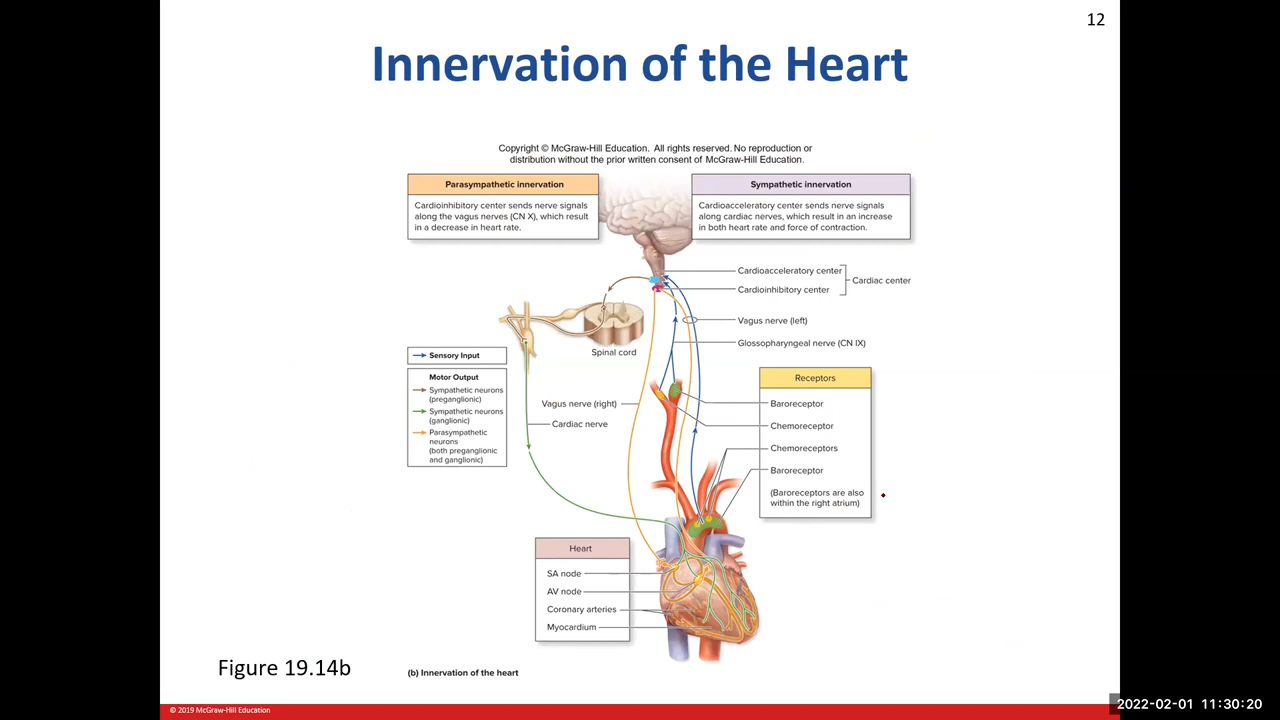 12
Innervation of the Heart
Copyright © McGraw-Hill Education. All rights reserved. No reproduction or
distribution without the prior written consent of McGraw-Hill Education.
Parasympathetic innervation
Cardioinhibitory center sends nerve signals
along the vagus nerves (CN X), which result
in a decrease in heart rate.
Sympathetic innervation
Cardioacceleratory center sends nerve signals
along cardiac nerves, which result in an increase
in both heart rate and force of contraction.
Cardioacceleratory center
Cardioinhibitory center
Cardiac center
Vagus nerve (left)
Glossopharyngeal nerve (CN IX)
Spinal cord
Sensory Input
Motor Output
Sympathetic neurons
(preganglionic)
Sympathetic neurons
(ganglionic)
Parasympathetic
neurons
(both preganglionic
and ganglionic)
Vagus nerve (right)
Cardiac nerve
Receptors
Baroreceptor
Chemoreceptor
Chemoreceptors
Baroreceptor
(Baroreceptors are also
within the right atrium)
Heart
SA node
AV node
Coronary arteries
Myocardium
Figure 19.14b
(b) Innervation of the heart
© 2019 McGraw-Hill Education
2022-02-01 11:30:20